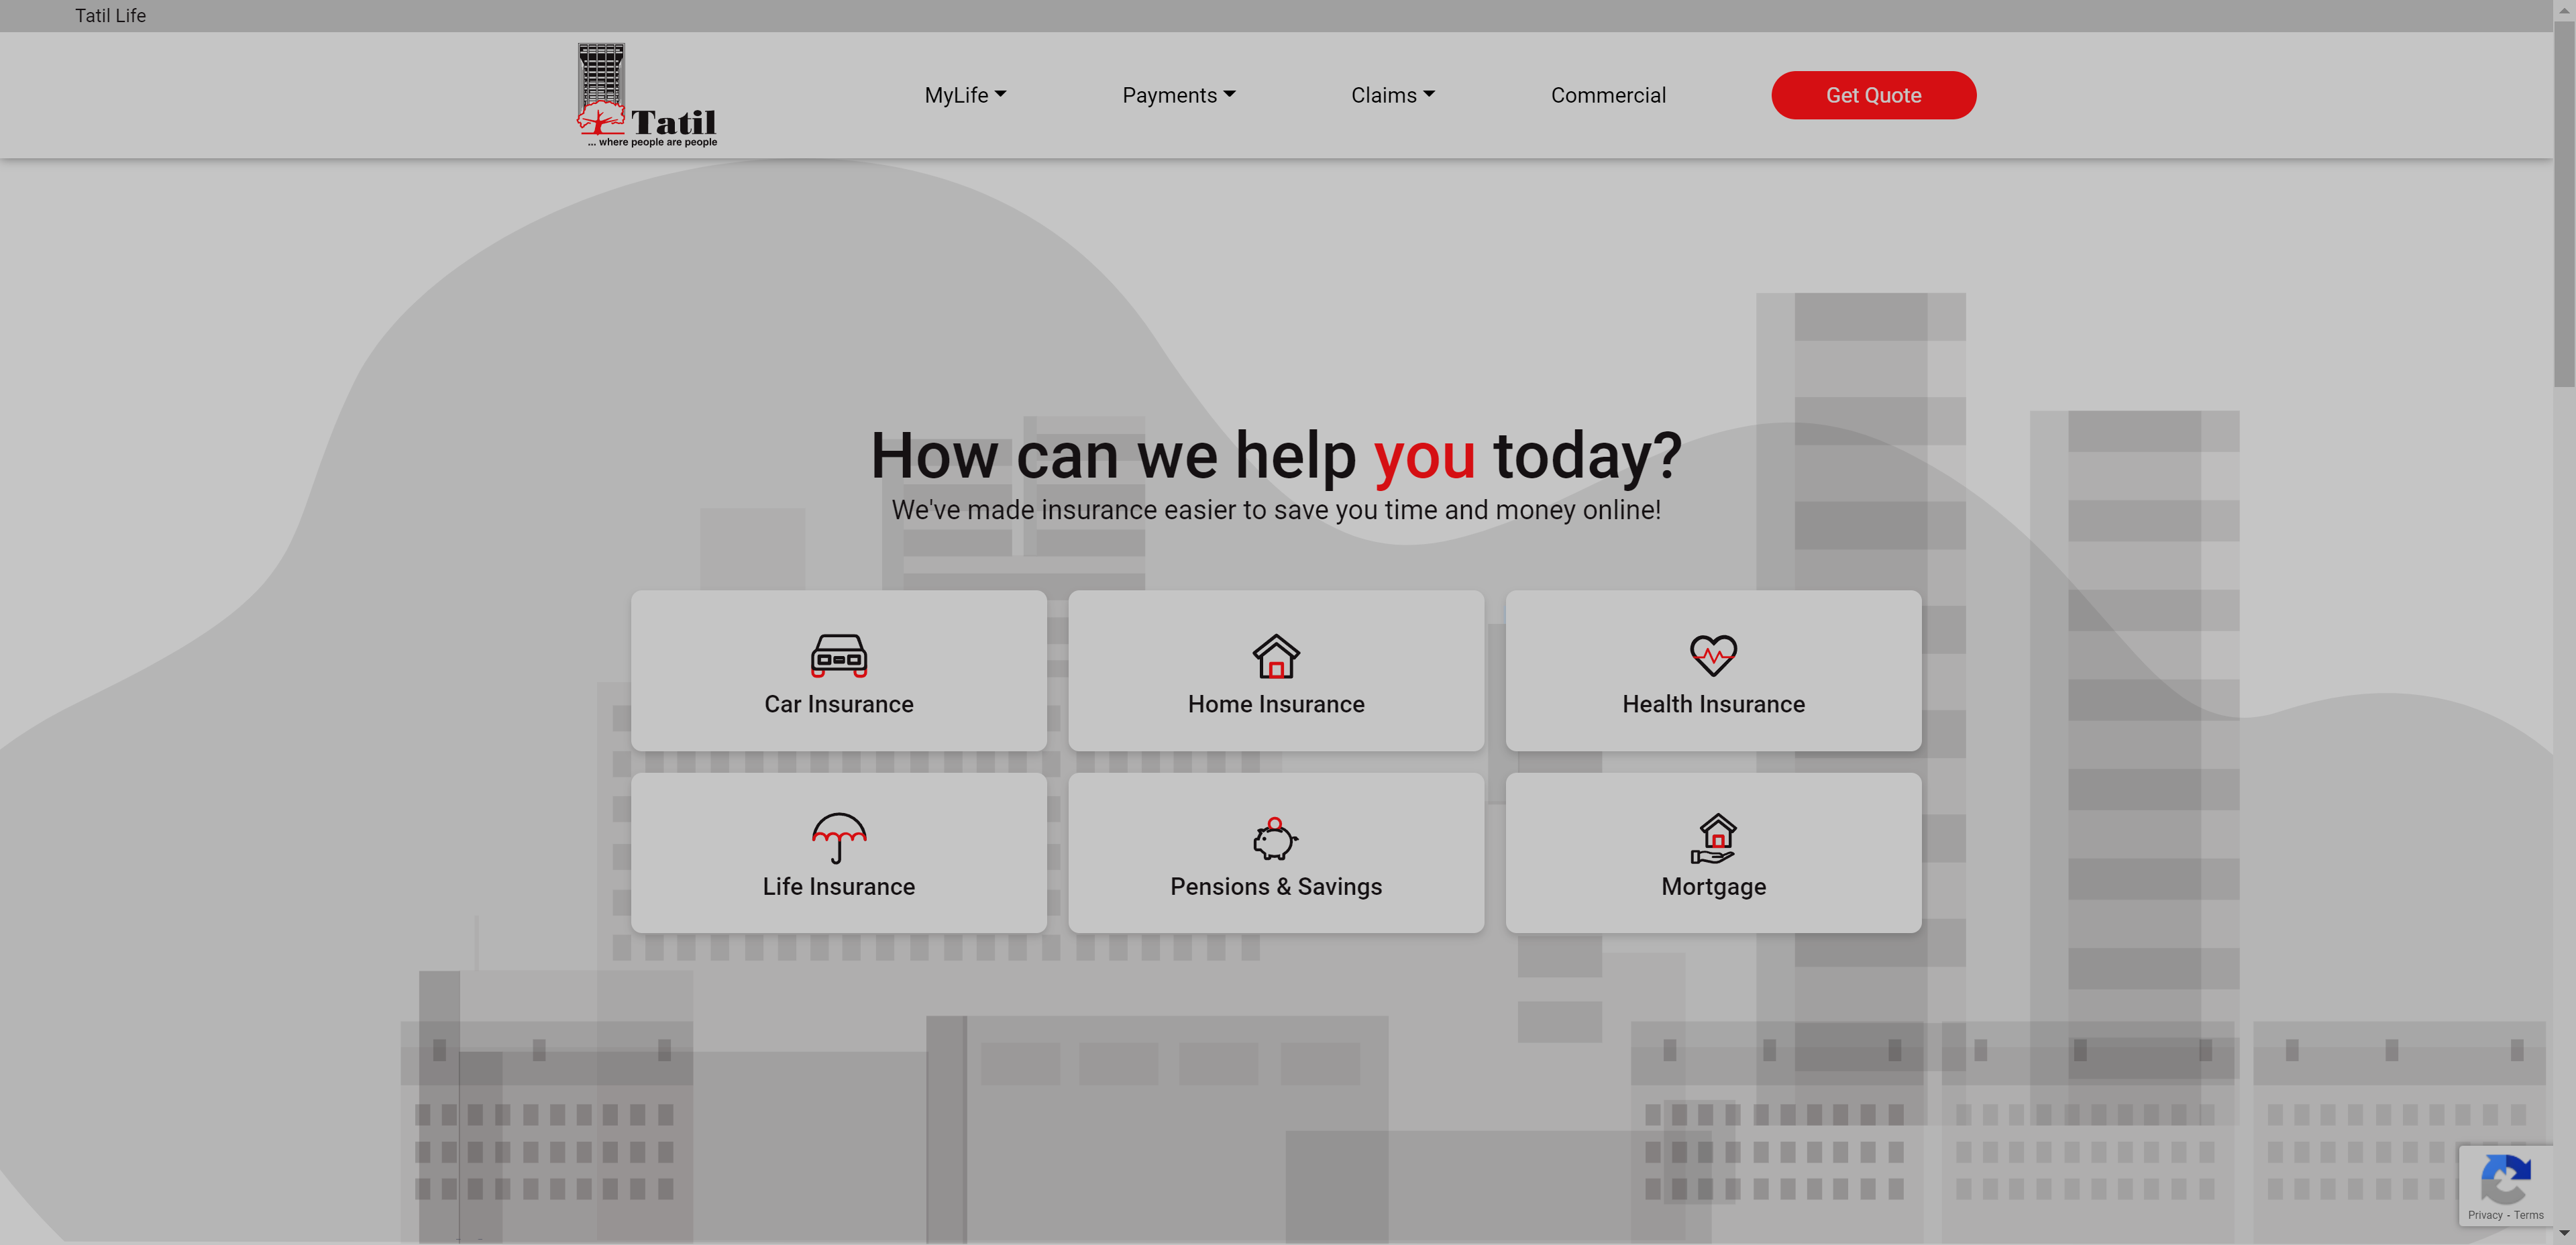 Tatil Life
Tatil
... where people are people
MyLife
Payments
Claims
Commercial
Get Quote
How can we help you today?
We've made insurance easier to save you time and money online!
Car Insurance
Home Insurance
Health Insurance
Life Insurance
Pensions & Savings
Mortgage
Privacy - Terms